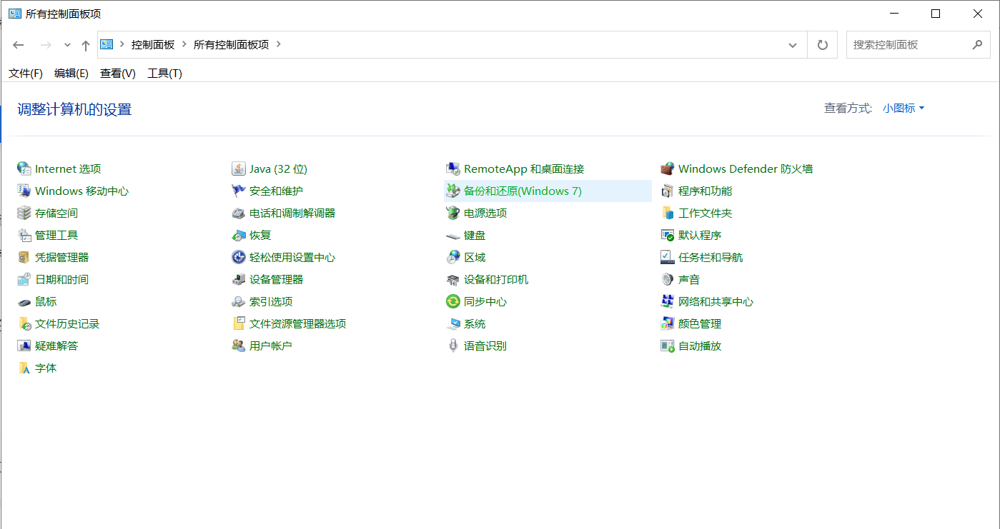 所有控制面板项
控制面板 所有控制面板项 搜索控制面板
文件(F) 编辑(E) 查看(V) 工具(T)
调整计算机的设置 查看方式: 小图标
Internet 选项 Java (32 位) RemoteApp 和桌面连接 Windows Defender 防火墙
Windows 移动中心 安全和维护 备份和还原(Windows 7) 程序和功能
存储空间 电话和调制解调器 电源选项 工作文件夹
管理工具 恢复 键盘 默认程序
凭据管理器 轻松使用设置中心 区域 任务栏和导航
日期和时间 设备管理器 设备和打印机 声音
鼠标 索引选项 同步中心 网络和共享中心
文件历史记录 文件资源管理器选项 系统 颜色管理
疑难解答 用户帐户 语音识别 自动播放
字体